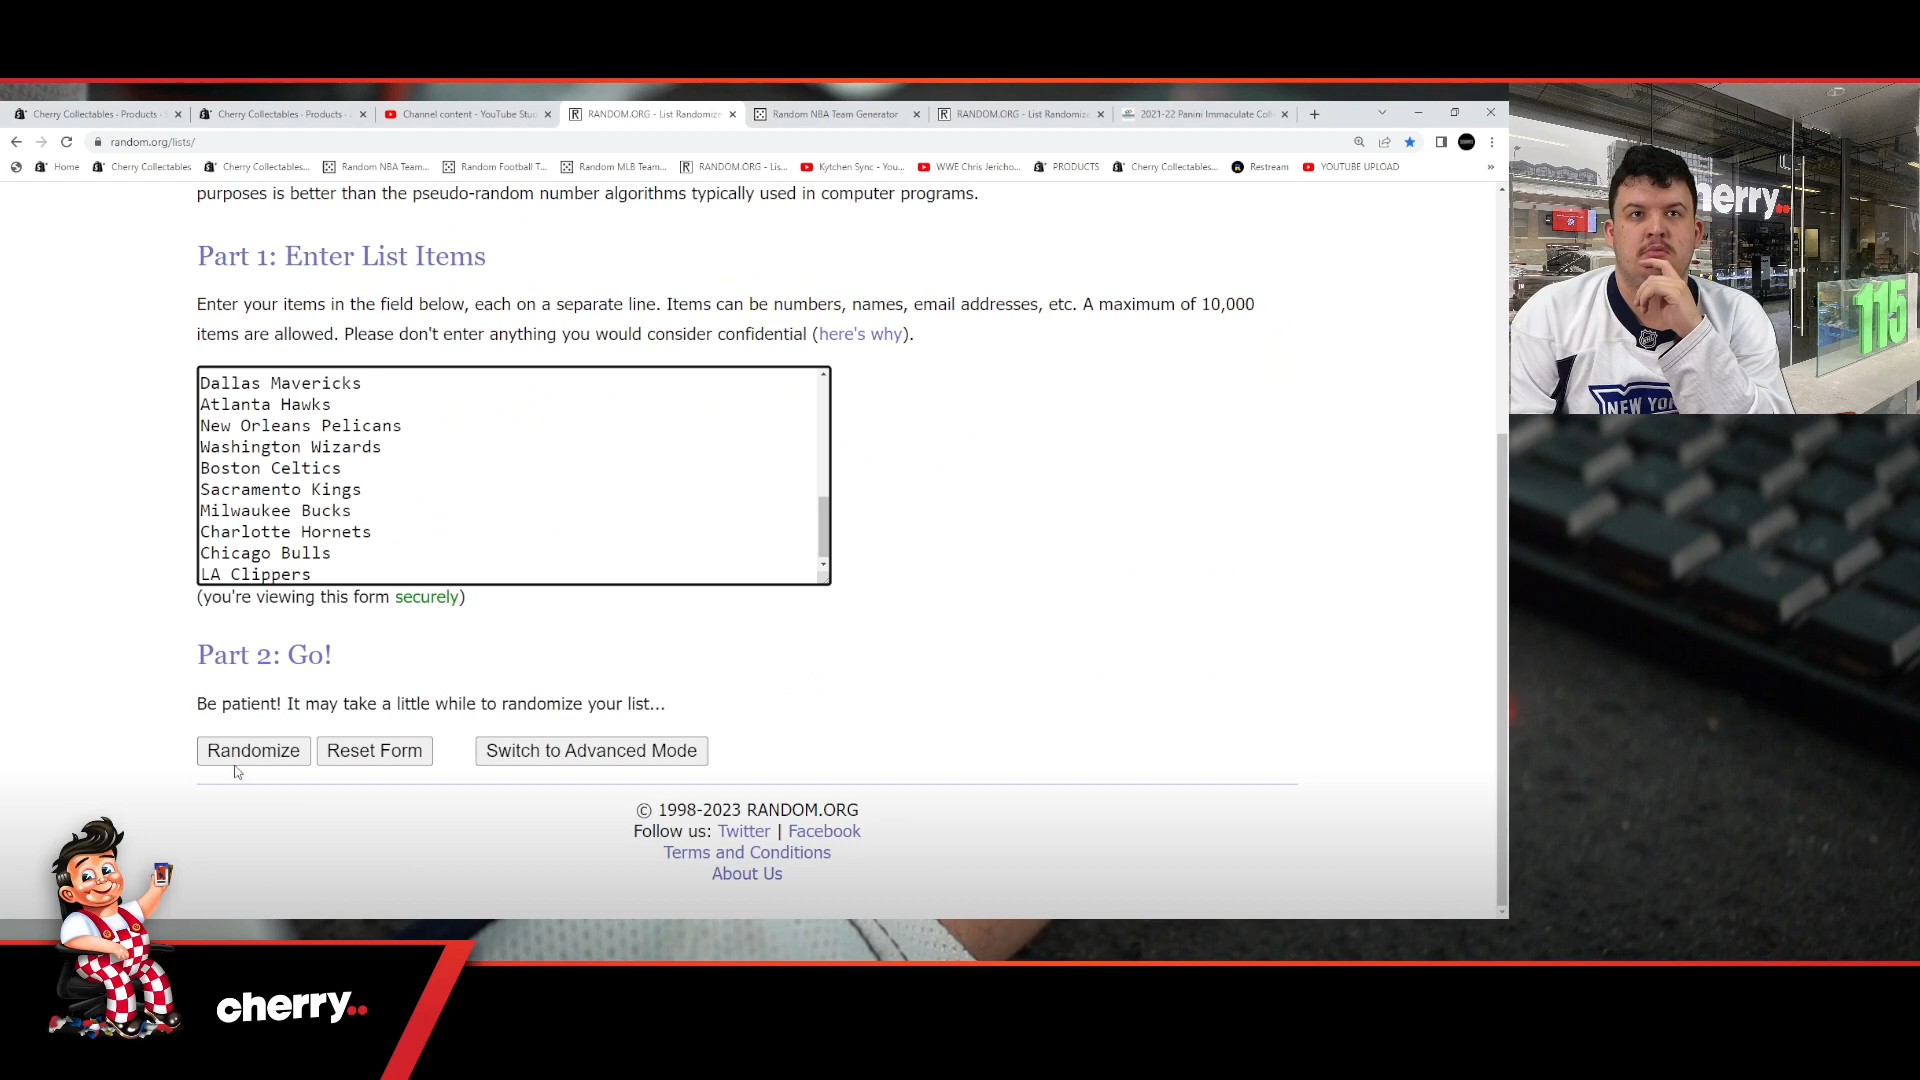 Cherry Collectables - Products -
Cherry Collectables - Products -
Channel content - YouTube Stud
RANDOM.ORG - List Randomize
Random NBA Team Generator
RANDOM.ORG - List Randomize
2021-22 Panini Immaculate Coll
random.org/lists/
Home
Cherry Collectables
Cherry Collectables...
Random NBA Team...
Random Football T...
Random MLB Team...
RANDOM.ORG - Lis...
Kytchen Sync - You...
WWE Chris Jericho...
PRODUCTS
Cherry Collectables...
Restream
YOUTUBE UPLOAD
»
purposes is better than the pseudo-random number algorithms typically used in computer programs.
Part 1: Enter List Items
Enter your items in the field below, each on a separate line. Items can be numbers, names, email addresses, etc. A maximum of 10,000
items are allowed. Please don't enter anything you would consider confidential (here's why).
Dallas Mavericks
Atlanta Hawks
New Orleans Pelicans
Washington Wizards
Boston Celtics
Sacramento Kings
Milwaukee Bucks
Charlotte Hornets
Chicago Bulls
LA Clippers
(you're viewing this form securely)
Part 2: Go!
Be patient! It may take a little while to randomize your list...
Randomize
Reset Form
Switch to Advanced Mode
© 1998-2023 RANDOM.ORG
Follow us: Twitter | Facebook
Terms and Conditions
About Us
herry..
115
NHL
NEW YOR
cherry..